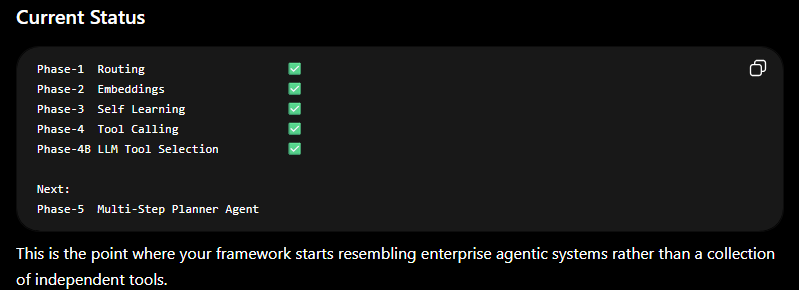 Current Status
Phase-1 Routing ✅
Phase-2 Embeddings ✅
Phase-3 Self Learning ✅
Phase-4 Tool Calling ✅
Phase-4B LLM Tool Selection ✅
Next:
Phase-5 Multi-Step Planner Agent
This is the point where your framework starts resembling enterprise agentic systems rather than a collection
of independent tools.